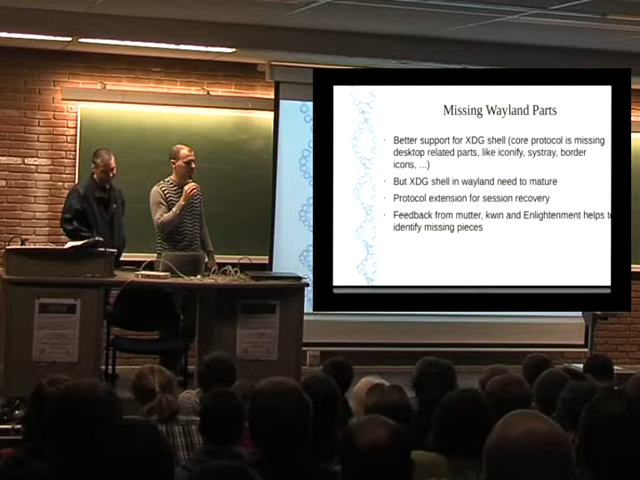 Missing Wayland Parts
· Better support for XDG shell (core protocol is missing
desktop related parts, like iconify, systray, border
icons, ...)
· But XDG shell in wayland need to mature
· Protocol extension for session recovery
· Feedback from mutter, kwin and Enlightenment helps t
identify missing pieces